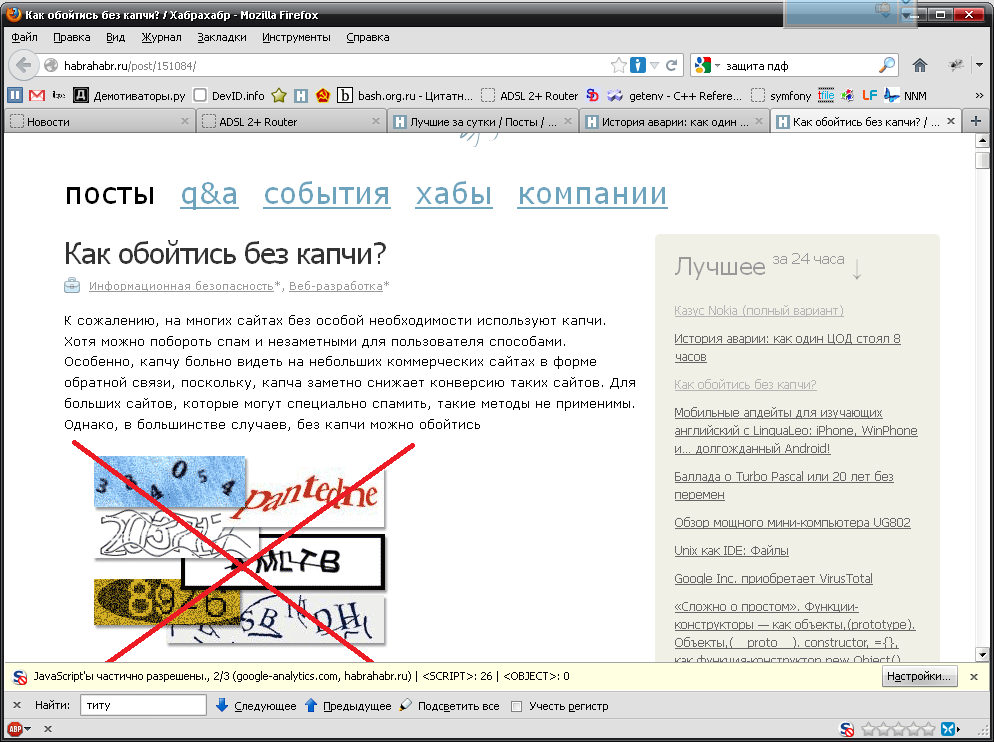 Как обойтись без капчи? / Хабрахабр - Mozilla Firefox
Файл Правка Вид Журнал Закладки Инструменты Справка
habrahabr.ru/post/151084/ защита пдф
Демотиваторы.ру DevID.info bash.org.ru - Цитатн... ADSL 2+ Router getenv - C++ Refere... symfony file LF NNM »
Новости ADSL 2+ Router Лучшие за сутки / Посты / ... История аварии: как один ... Как обойтись без капчи? / ...
посты q&a события хабы компании
Как обойтись без капчи?
Информационная безопасность*, Веб-разработка*
К сожалению, на многих сайтах без особой необходимости используют капчи.
Хотя можно побороть спам и незаметными для пользователя способами.
Особенно, капчу больно видеть на небольших коммерческих сайтах в форме
обратной связи, поскольку, капча заметно снижает конверсию таких сайтов. Для
больших сайтов, которые могут специально спамить, такие методы не применимы.
Однако, в большинстве случаев, без капчи можно обойтись
334054
MLTB
8926
Лучшее за 24 часа ↓
Казус Nokia (полный вариант)
История аварии: как один ЦОД стоял 8
часов
Как обойтись без капчи?
Мобильные апдейты для изучающих
английский с LinguaLeo: iPhone, WinPhone
и... долгожданный Android!
Баллада о Turbo Pascal или 20 лет без
перемен
Обзор мощного мини-компьютера UG802
Unix как IDE: Файлы
Google Inc. приобретает VirusTotal
«Сложно о простом». Функции-
конструкторы — как объекты,(prototype).
Объекты,(__proto__). constructor, ={},
как функция-конструктор new Object()
JavaScript'ы частично разрешены., 2/3 (google-analytics.com, habrahabr.ru) | <SCRIPT>: 26 | <OBJECT>: 0 Настройки...
Найти: титу Следующее Предыдущее Подсветить все Учесть регистр
ABP